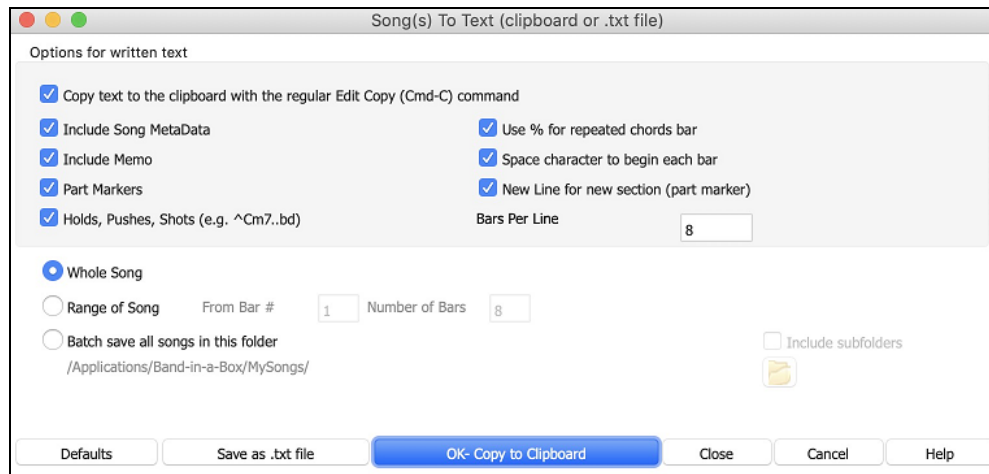 Song(s) To Text (clipboard or .txt file)
Options for written text
Copy text to the clipboard with the regular Edit Copy (Cmd-C) command
Include Song MetaData
Use % for repeated chords bar
Include Memo
Space character to begin each bar
Part Markers
New Line for new section (part marker)
Holds, Pushes, Shots (e.g. ^Cm7..bd)
Bars Per Line 8
Whole Song
Range of Song From Bar # 1 Number of Bars 8
Batch save all songs in this folder
Include subfolders
/Applications/Band-in-a-Box/MySongs/
Defaults Save as .txt file OK- Copy to Clipboard Close Cancel Help